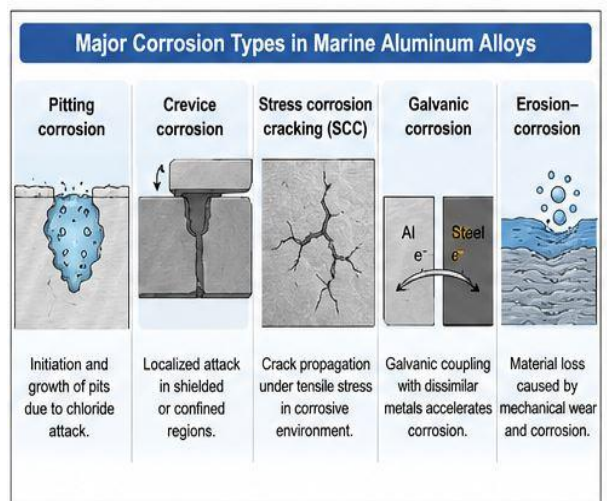 Major Corrosion Types in Marine Aluminum Alloys
Pitting
corrosion
Crevice
corrosion
Stress corrosion
cracking (SCC)
Galvanic
corrosion
Erosion–
corrosion
Al
e⁻
Steel
e⁻
Initiation and
growth of pits
due to chloride
attack.
Localized attack
in shielded
or confined
regions.
Crack propagation
under tensile stress
in corrosive
environment.
Galvanic coupling
with dissimilar
metals accelerates
corrosion.
Material loss
caused by
mechanical wear
and corrosion.